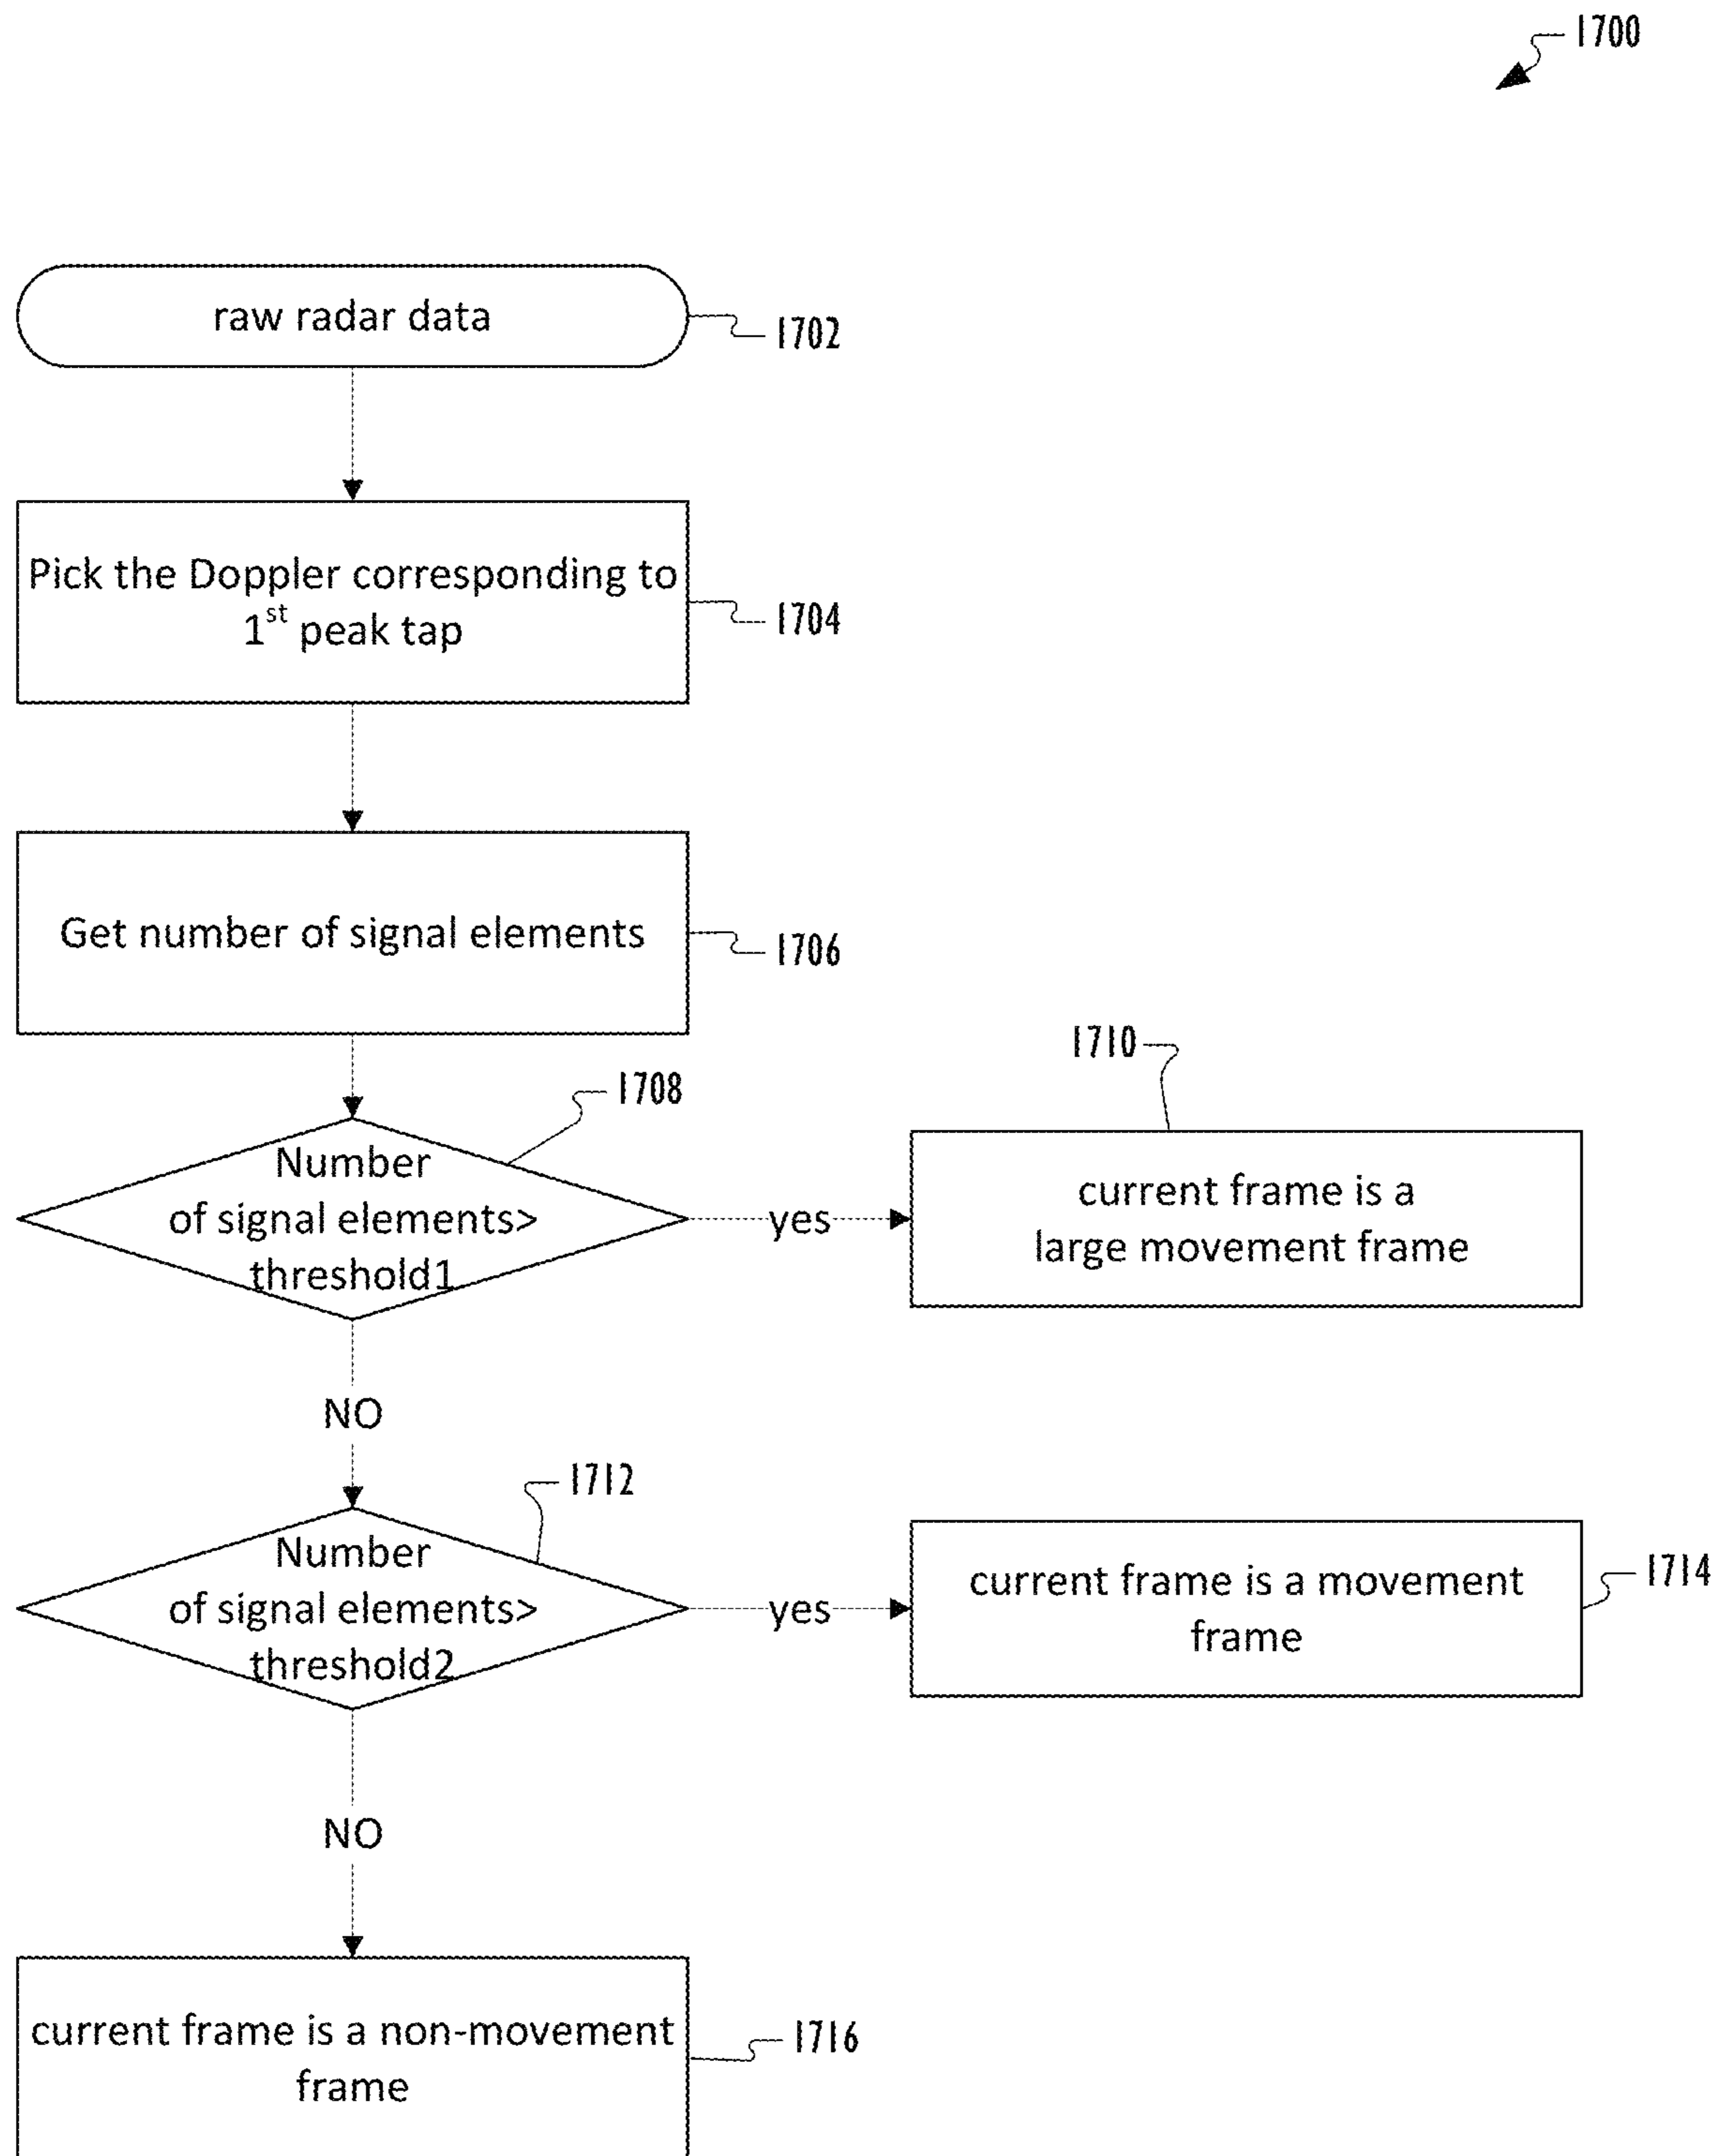 1700
raw radar data
1702
Pick the Doppler corresponding to
1st peak tap
1704
Get number of signal elements
1706
1708
Number
of signal elements>
threshold1
yes
1710
current frame is a
large movement frame
NO
1712
Number
of signal elements>
threshold2
yes
current frame is a movement
frame
1714
NO
current frame is a non-movement
frame
1716